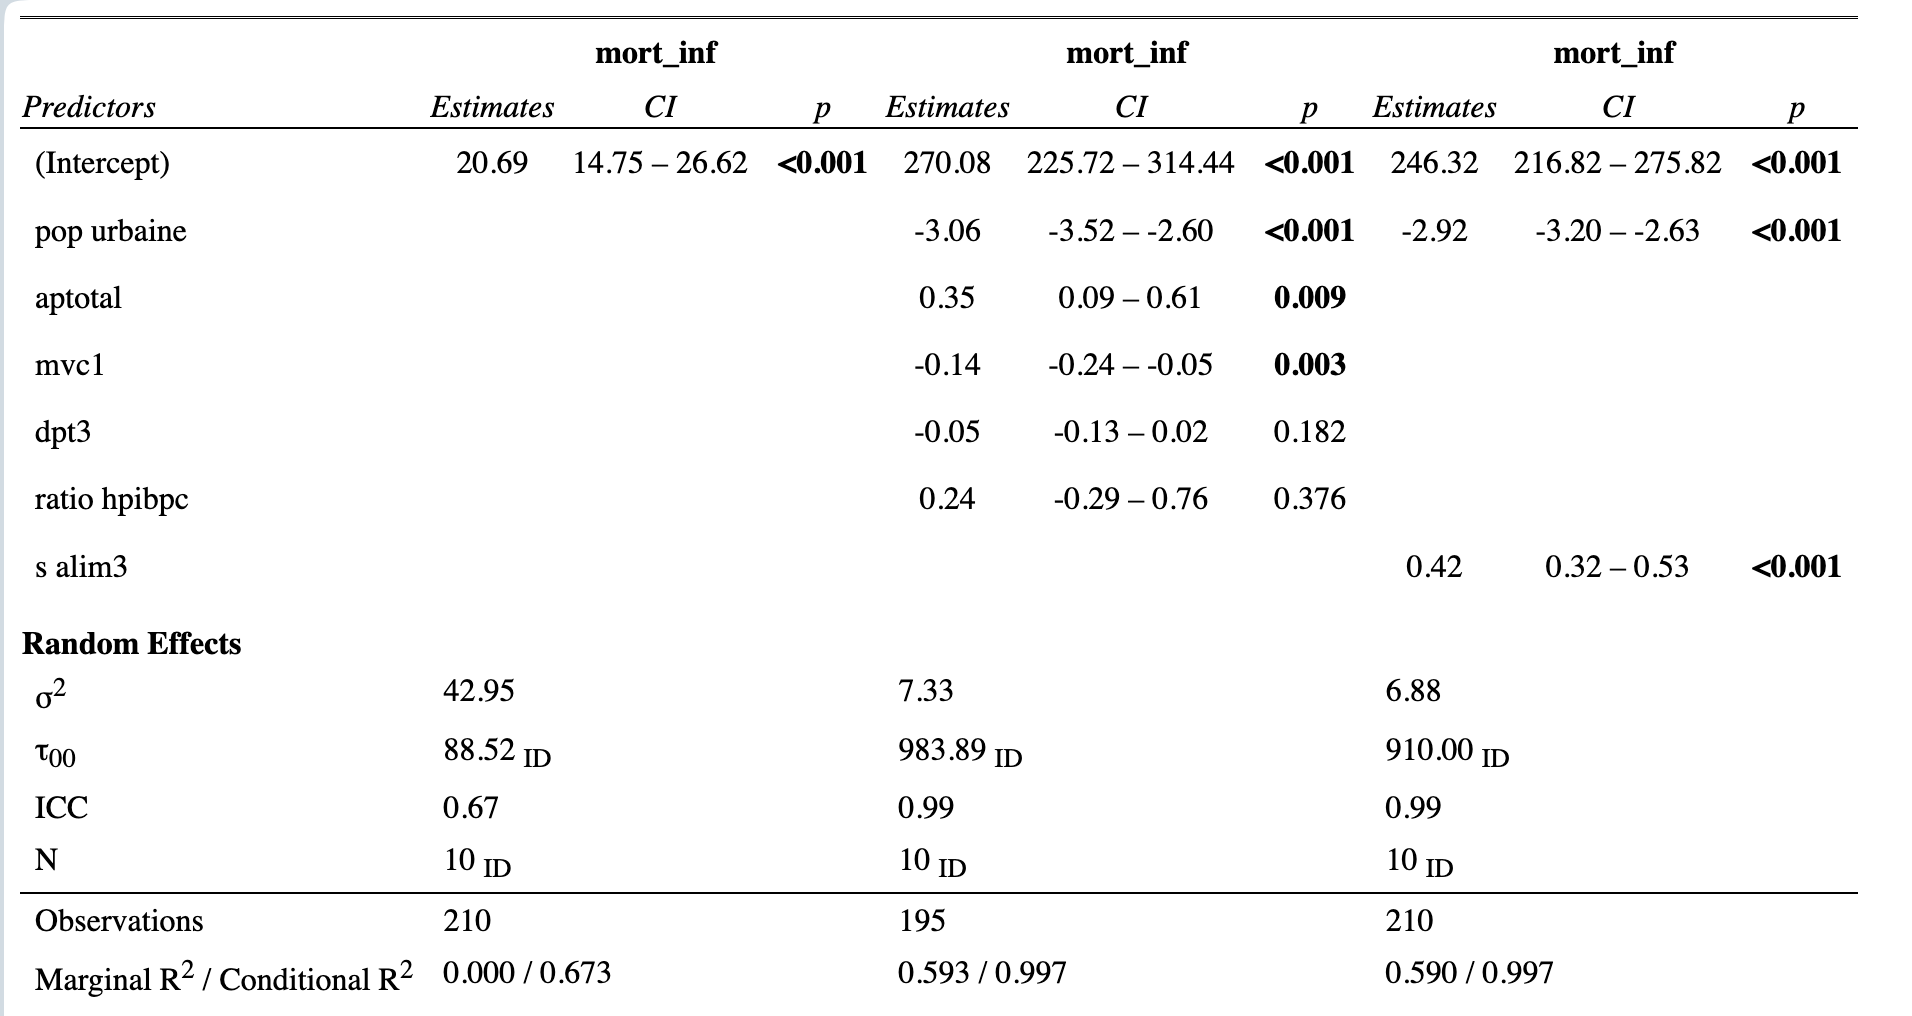 mort_inf mort_inf mort_inf
Predictors Estimates CI p Estimates CI p Estimates CI p
(Intercept) 20.69 14.75 – 26.62 <0.001 270.08 225.72 – 314.44 <0.001 246.32 216.82 – 275.82 <0.001
pop urbaine -3.06 -3.52 – -2.60 <0.001 -2.92 -3.20 – -2.63 <0.001
aptotal 0.35 0.09 – 0.61 0.009
mvc1 -0.14 -0.24 – -0.05 0.003
dpt3 -0.05 -0.13 – 0.02 0.182
ratio hpibpc 0.24 -0.29 – 0.76 0.376
s alim3 0.42 0.32 – 0.53 <0.001
Random Effects
σ2 42.95 7.33 6.88
τ00 88.52 ID 983.89 ID 910.00 ID
ICC 0.67 0.99 0.99
N 10 ID 10 ID 10 ID
Observations 210 195 210
Marginal R2 / Conditional R2 0.000 / 0.673 0.593 / 0.997 0.590 / 0.997